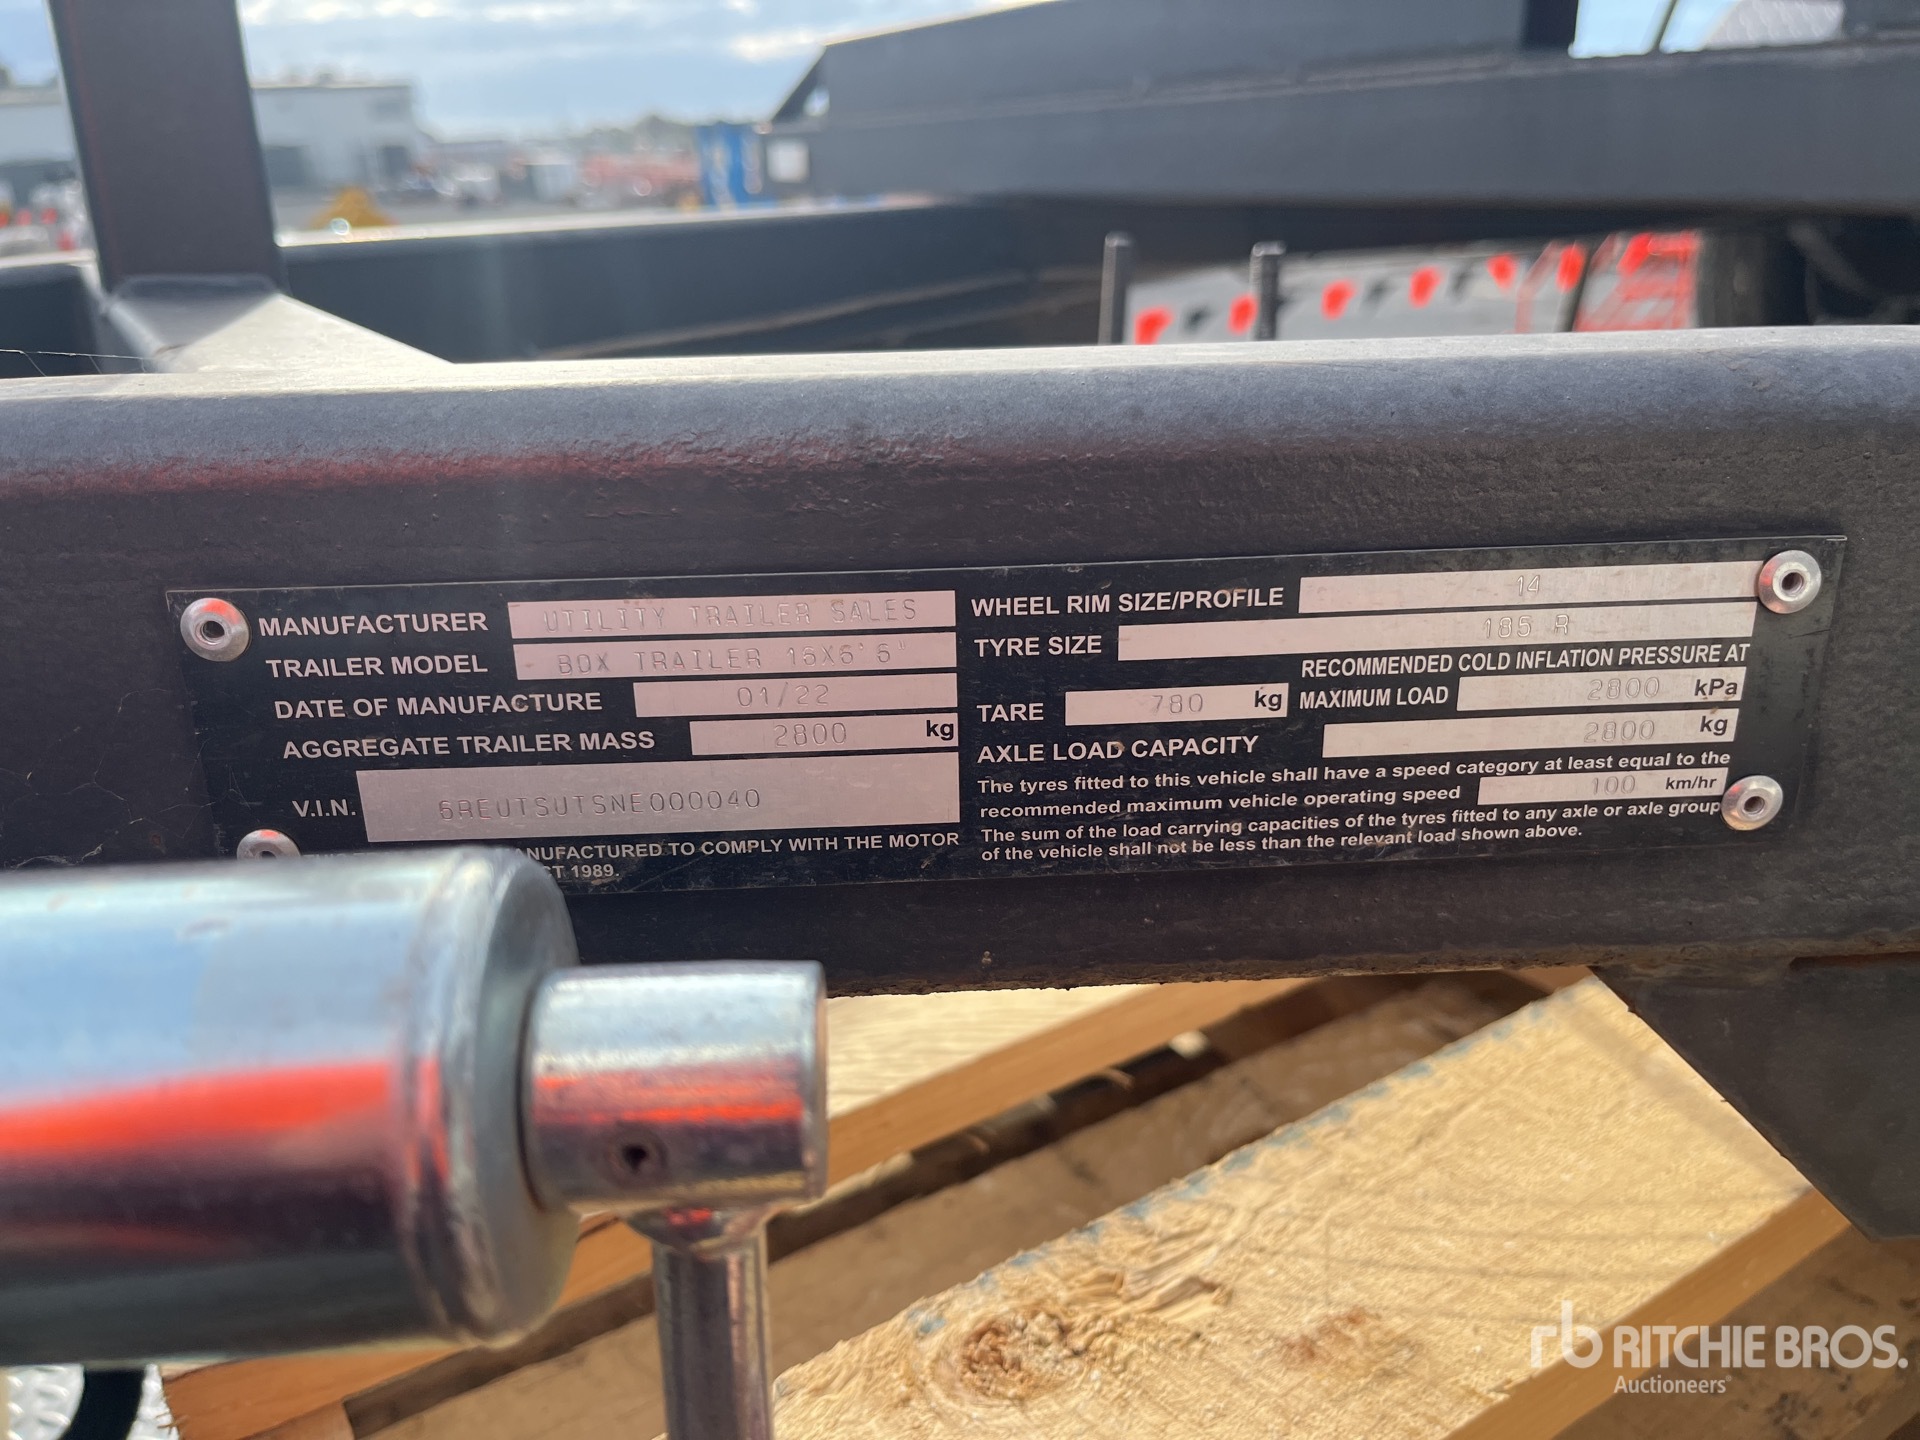 MANUFACTURER UTILITY TRAILER SALES
TRAILER MODEL BOX TRAILER 16X6'6"
DATE OF MANUFACTURE 01/22
AGGREGATE TRAILER MASS 2800 kg
V.I.N. 6REUTSUTSNE000040
ANUFACTURED TO COMPLY WITH THE MOTOR
CT 1989.
WHEEL RIM SIZE/PROFILE 14
TYRE SIZE 185 R
RECOMMENDED COLD INFLATION PRESSURE AT
TARE 780 kg MAXIMUM LOAD 2800 kPa
AXLE LOAD CAPACITY 2800 kg
The tyres fitted to this vehicle shall have a speed category at least equal to the
recommended maximum vehicle operating speed 100 km/hr
The sum of the load carrying capacities of the tyres fitted to any axle or axle group
of the vehicle shall not be less than the relevant load shown above.
rb RITCHIE BROS.
Auctioneers